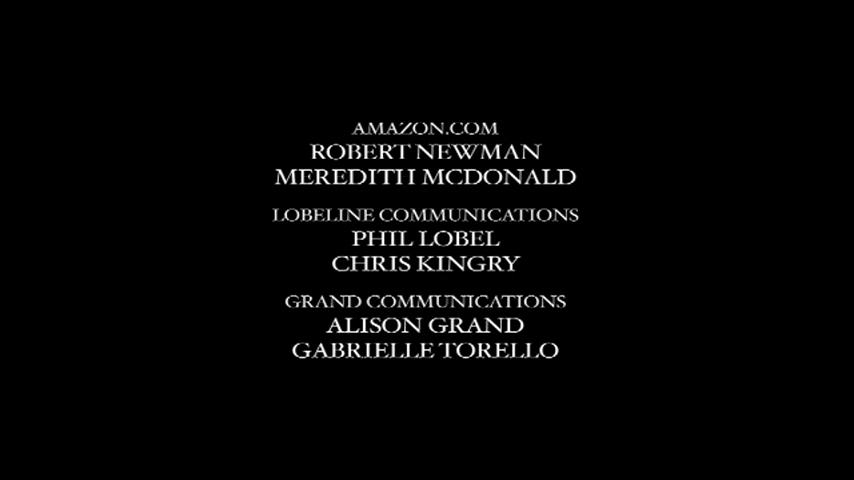 AMAZON.COM
ROBERT NEWMAN
MEREDITH MCDONALD
LOBELINE COMMUNICATIONS
PHIL LOBEL
CHRIS KINGRY
GRAND COMMUNICATIONS
ALISON GRAND
GABRIELLE TORELLO